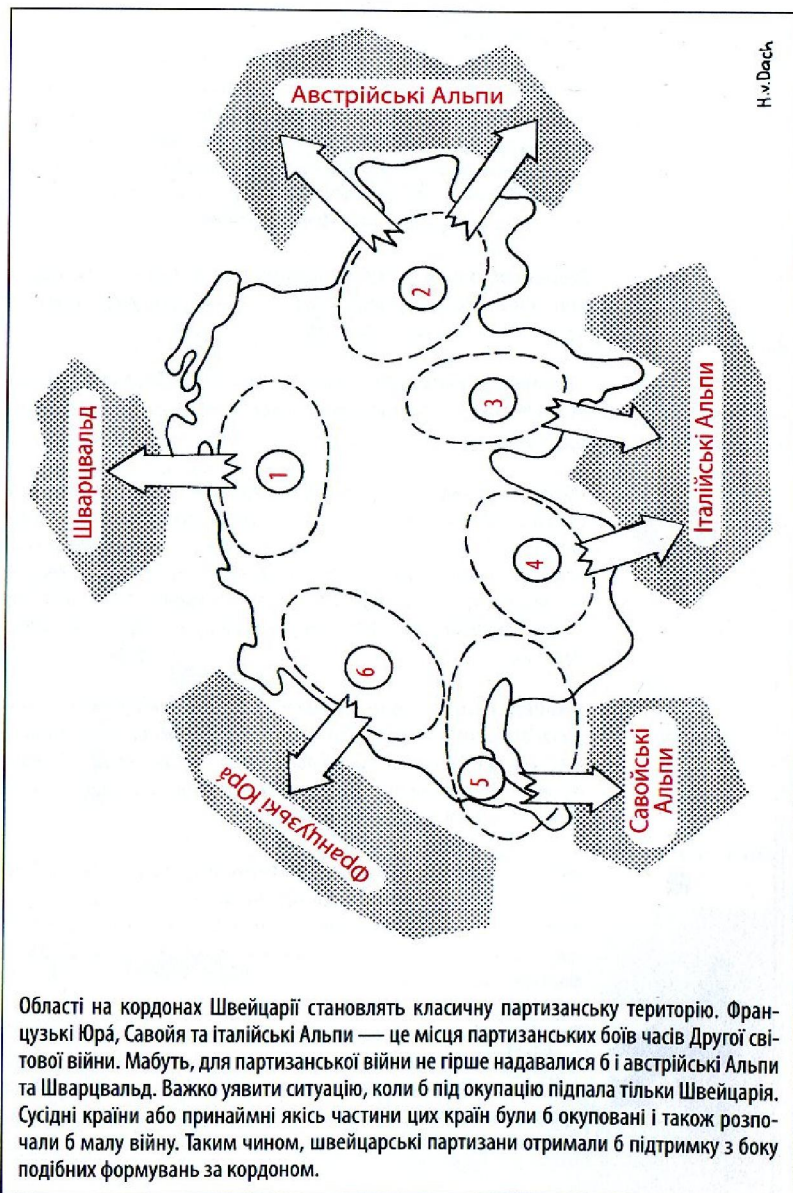 H.v.Dach
Австрійські Альпи
Шварцвальд
2
1
3
Італійські Альпи
4
6
Французькі Юрá
5
Савойські
Альпи
Області на кордонах Швейцарії становлять класичну партизанську територію. Фран-
цузькі Юрá, Савойя та італійські Альпи — це місця партизанських боїв часів Другої сві-
тової війни. Мабуть, для партизанської війни не гірше надавалися б і австрійські Альпи
та Шварцвальд. Важко уявити ситуацію, коли б під окупацію підпала тільки Швейцарія.
Сусідні країни або принаймні якісь частини цих країн були б окуповані і також розпо-
чали б малу війну. Таким чином, швейцарські партизани отримали б підтримку з боку
подібних формувань за кордоном.